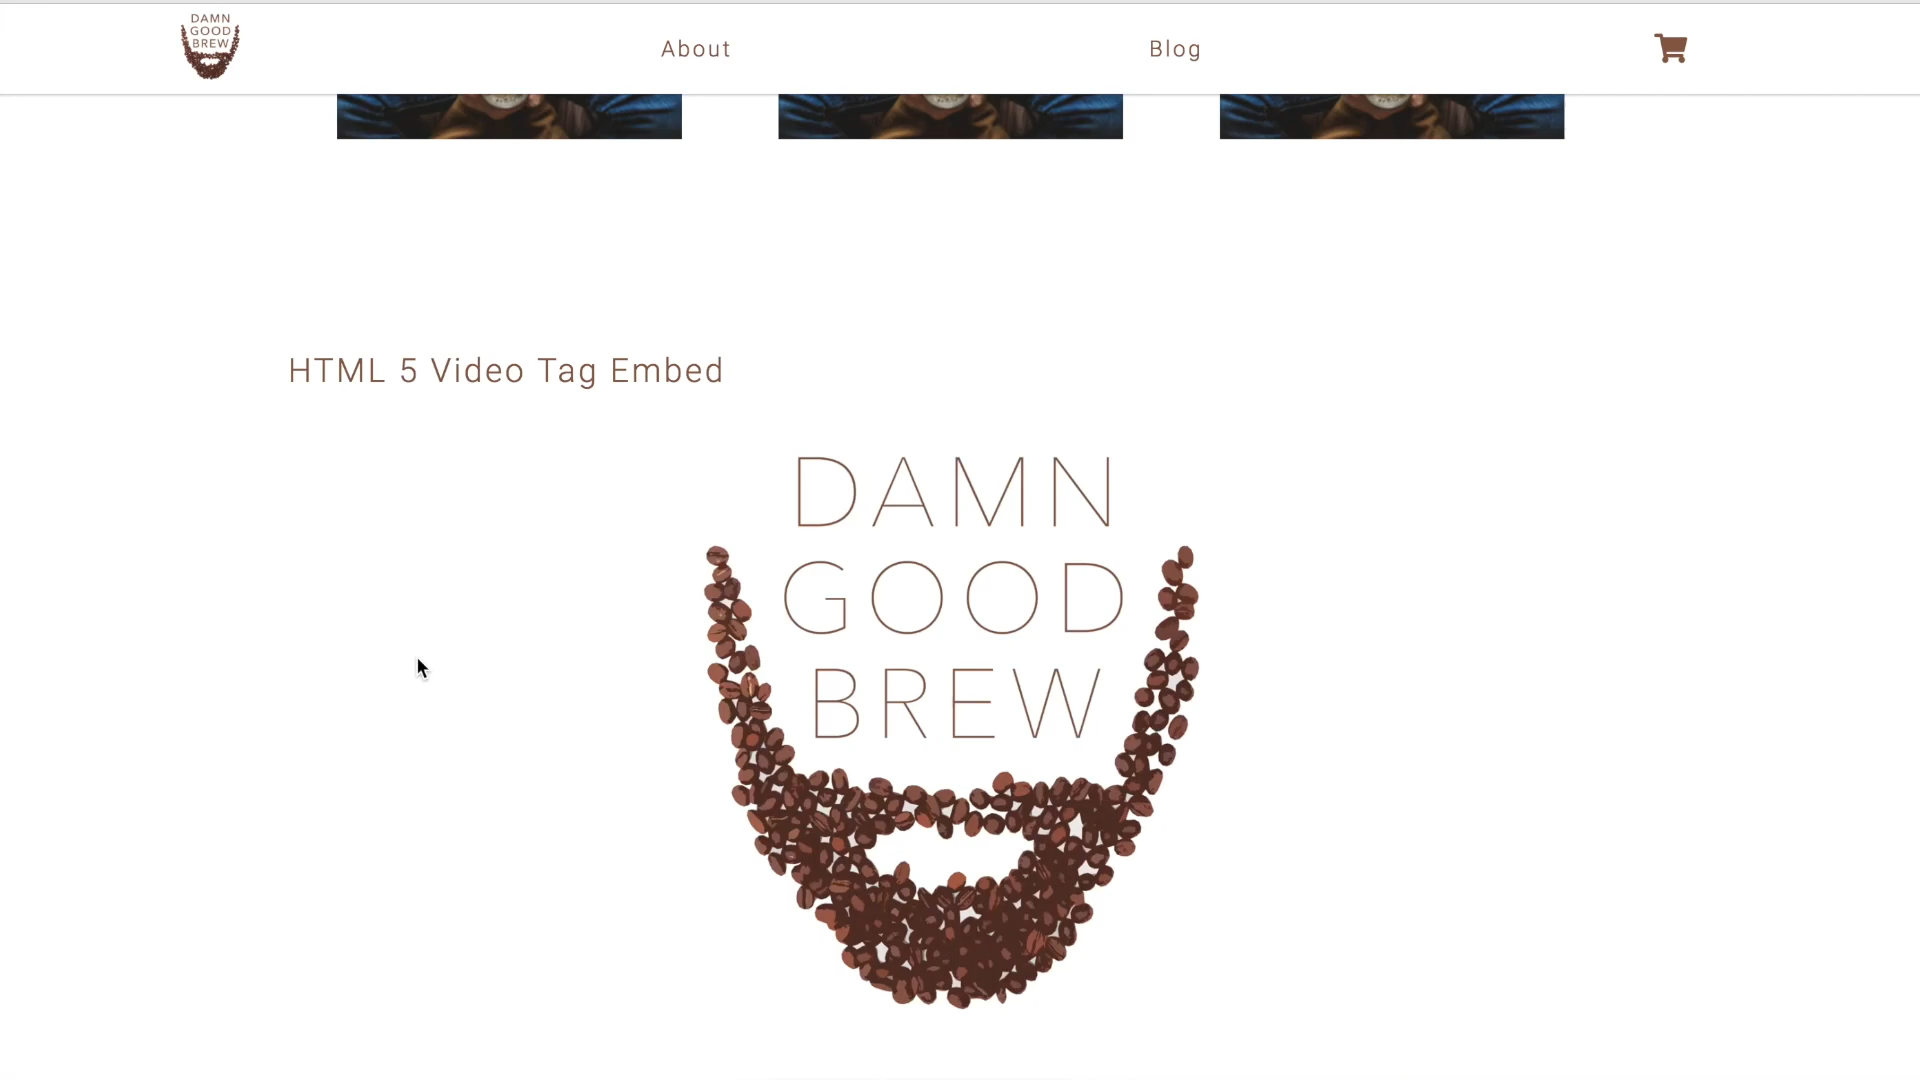 DAMN
GOOD
BREW
About
Blog
HTML 5 Video Tag Embed
DAMN
GOOD
BREW